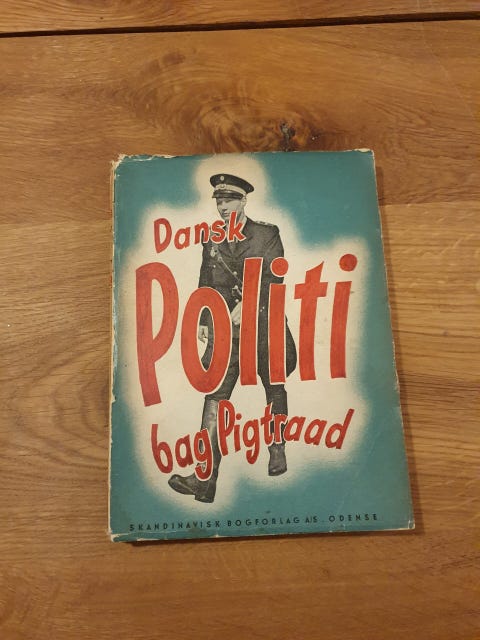 Dansk
Politi
bag Pigtraad
SKANDINAVISK BOGFORLAG A/S. ODENSE